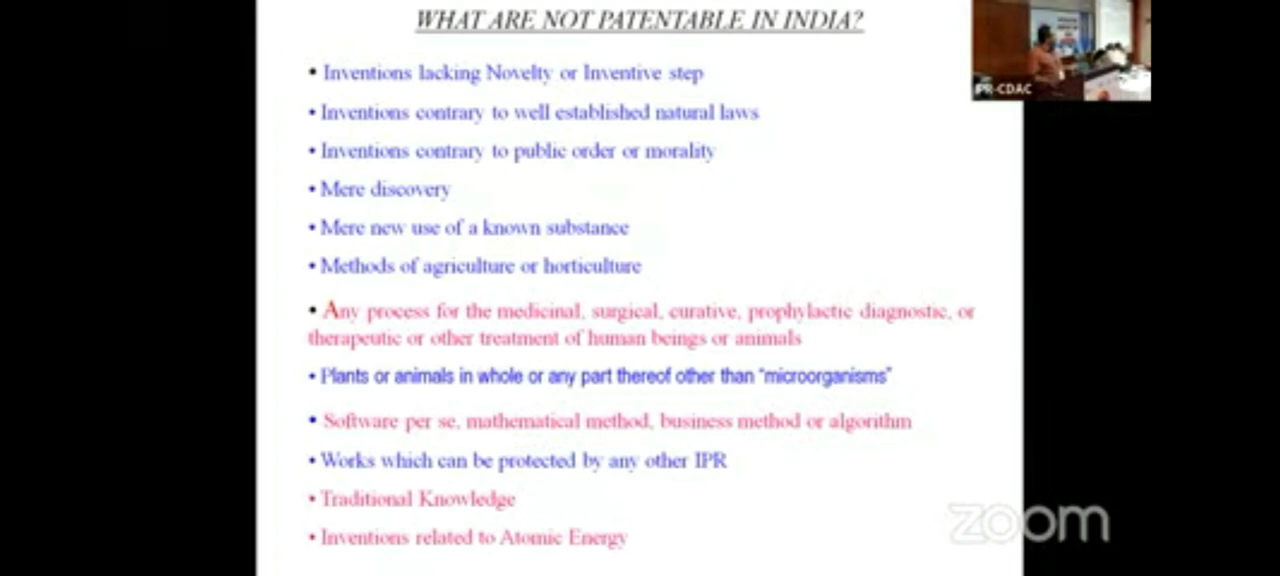 WHAT ARE NOT PATENTABLE IN INDIA?
• Inventions lacking Novelty or Inventive step
• Inventions contrary to well established natural laws
• Inventions contrary to public order or morality
• Mere discovery
• Mere new use of a known substance
• Methods of agriculture or horticulture
• Any process for the medicinal, surgical, curative, prophylactic diagnostic, or
therapeutic or other treatment of human beings or animals
• Plants or animals in whole or any part thereof other than "microorganisms"
• Software per se, mathematical method, business method or algorithm
• Works which can be protected by any other IPR
• Traditional Knowledge
• Inventions related to Atomic Energy
IPR-CDAC
zoom